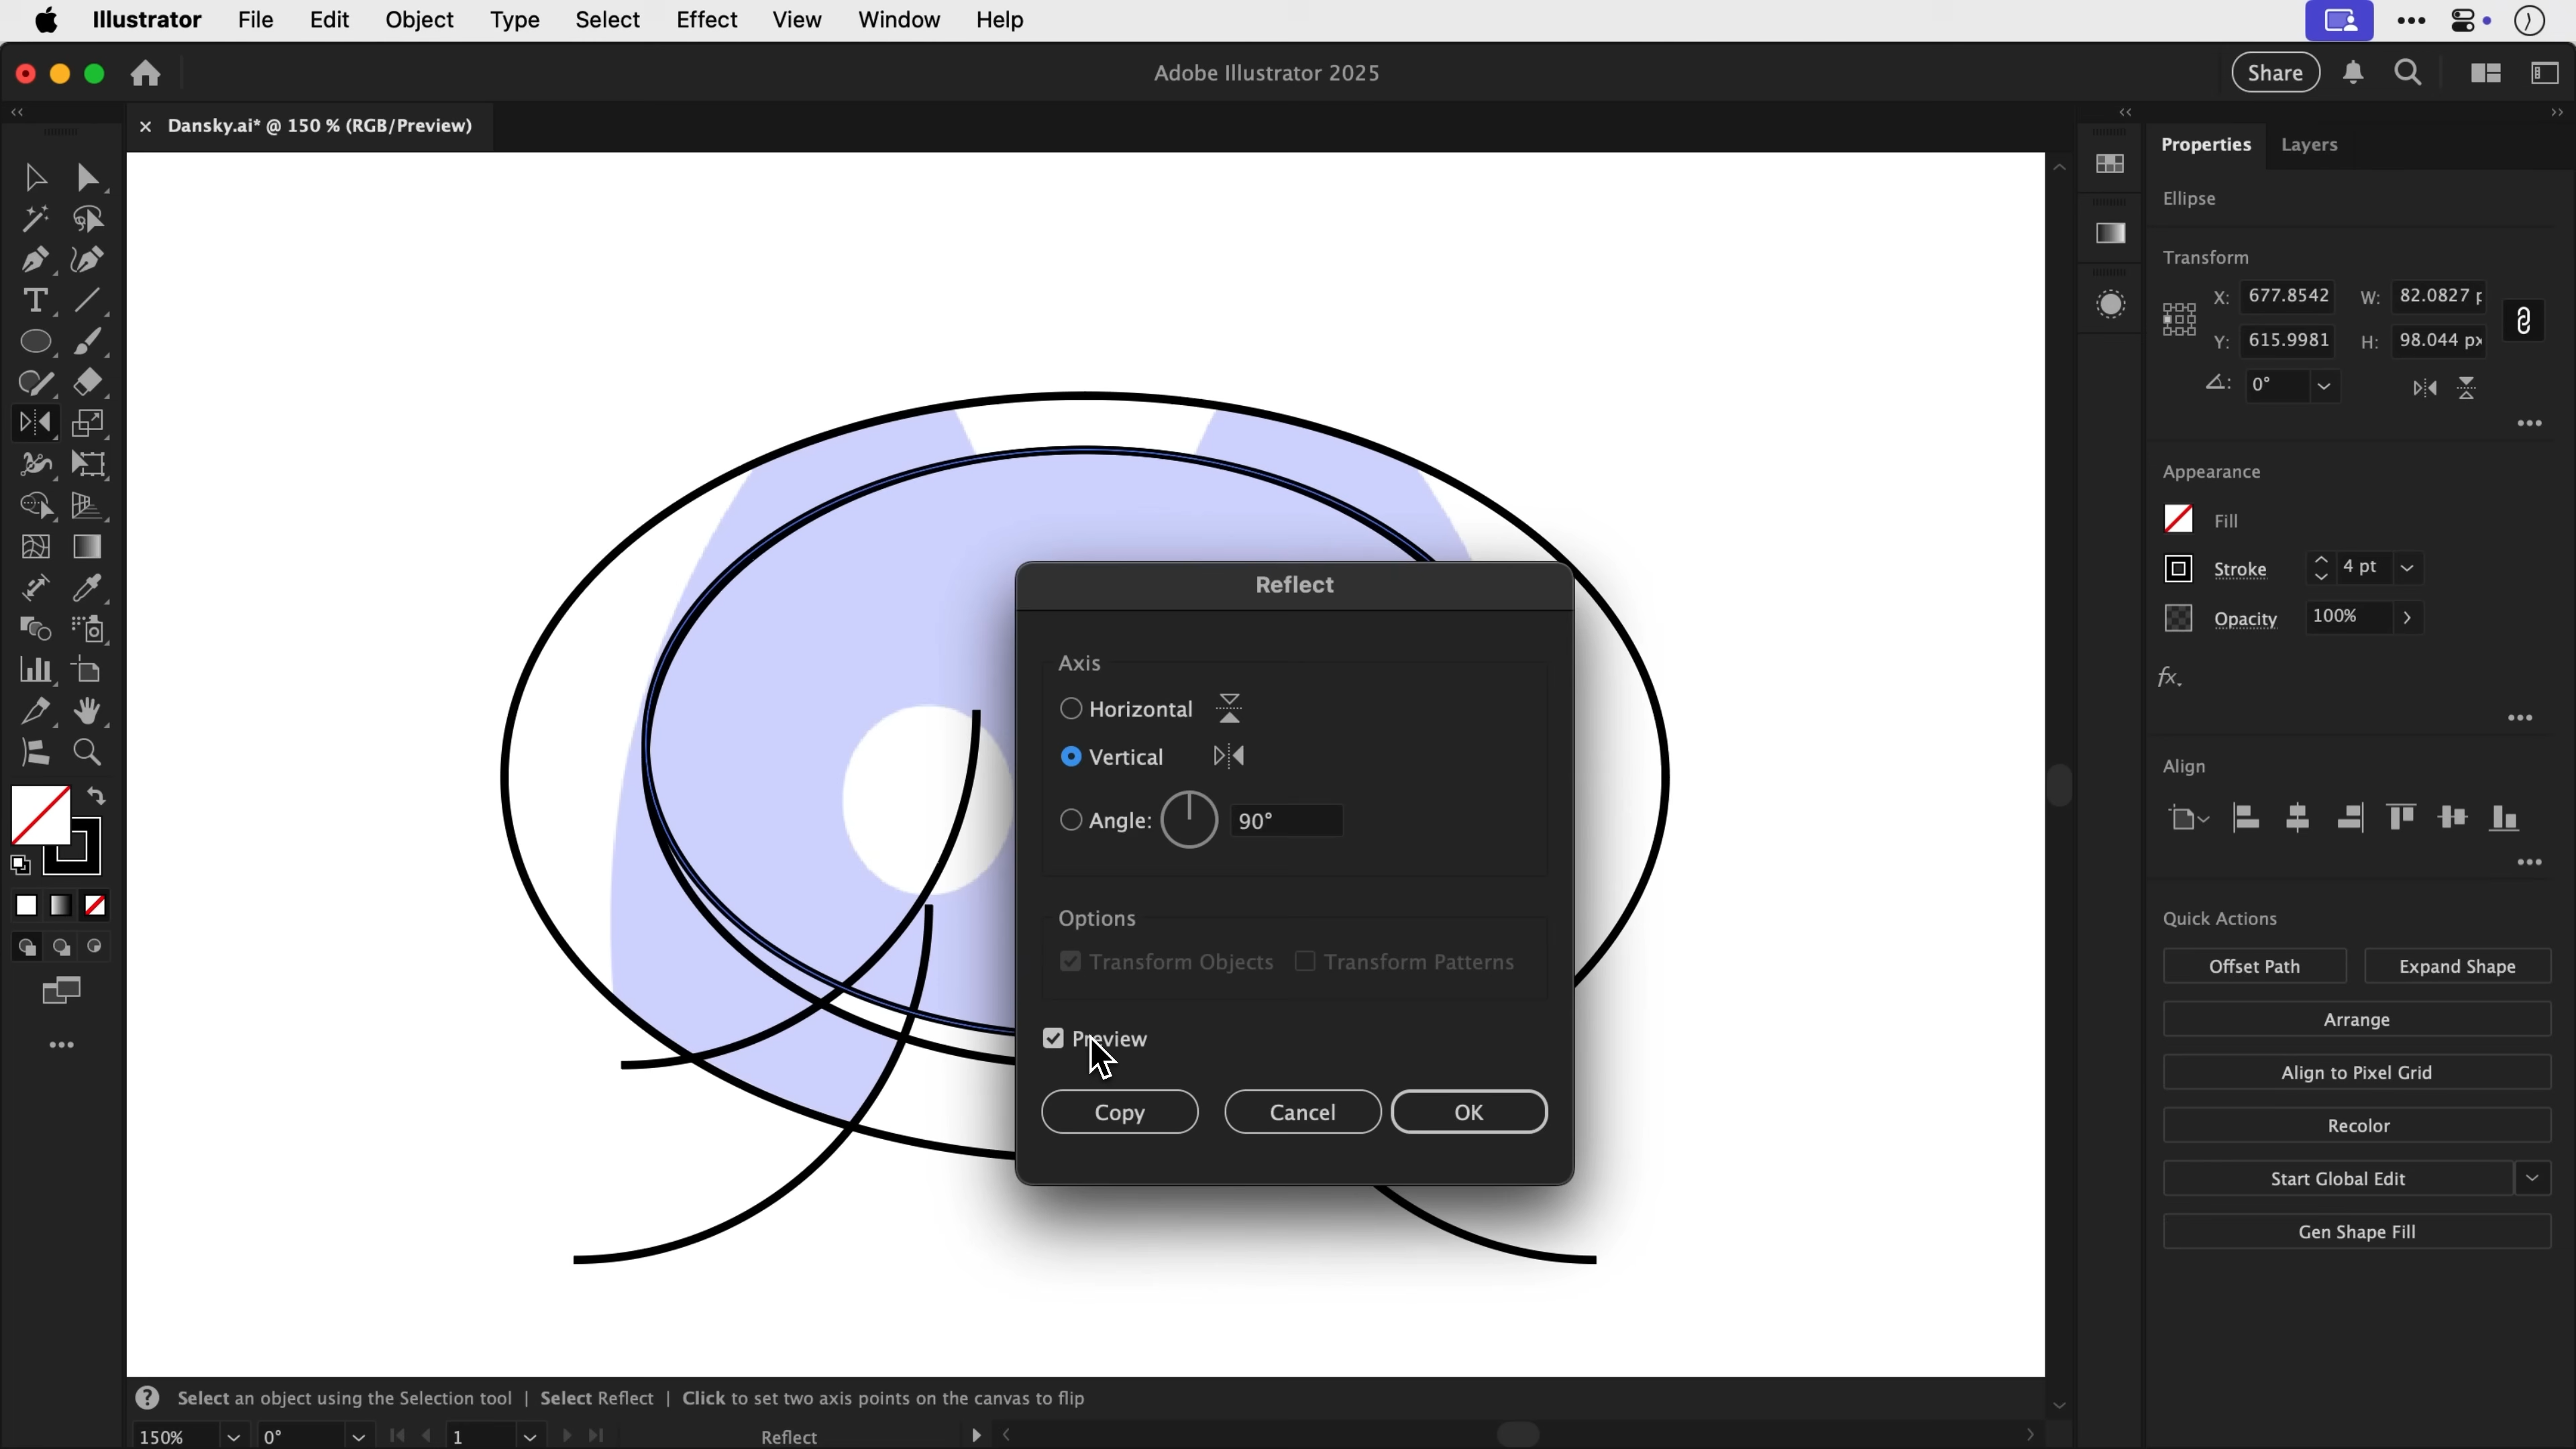 Illustrator File Edit Object Type Select Effect View Window Help
Adobe Illustrator 2025
Share
Dansky.ai* @ 150 % (RGB/Preview)
Properties Layers
Ellipse
Transform
X: 677.8542 W: 82.0827 p
Y: 615.9981 H: 98.044 px
0°
Appearance
Fill
Stroke 4 pt
Opacity 100%
fx.
Align
Quick Actions
Offset Path Expand Shape
Arrange
Align to Pixel Grid
Recolor
Start Global Edit
Gen Shape Fill
Reflect
Axis
Horizontal
Vertical
Angle: 90°
Options
Transform Objects Transform Patterns
Preview
Copy Cancel OK
Select an object using the Selection tool | Select Reflect | Click to set two axis points on the canvas to flip
150% 0° 1 Reflect